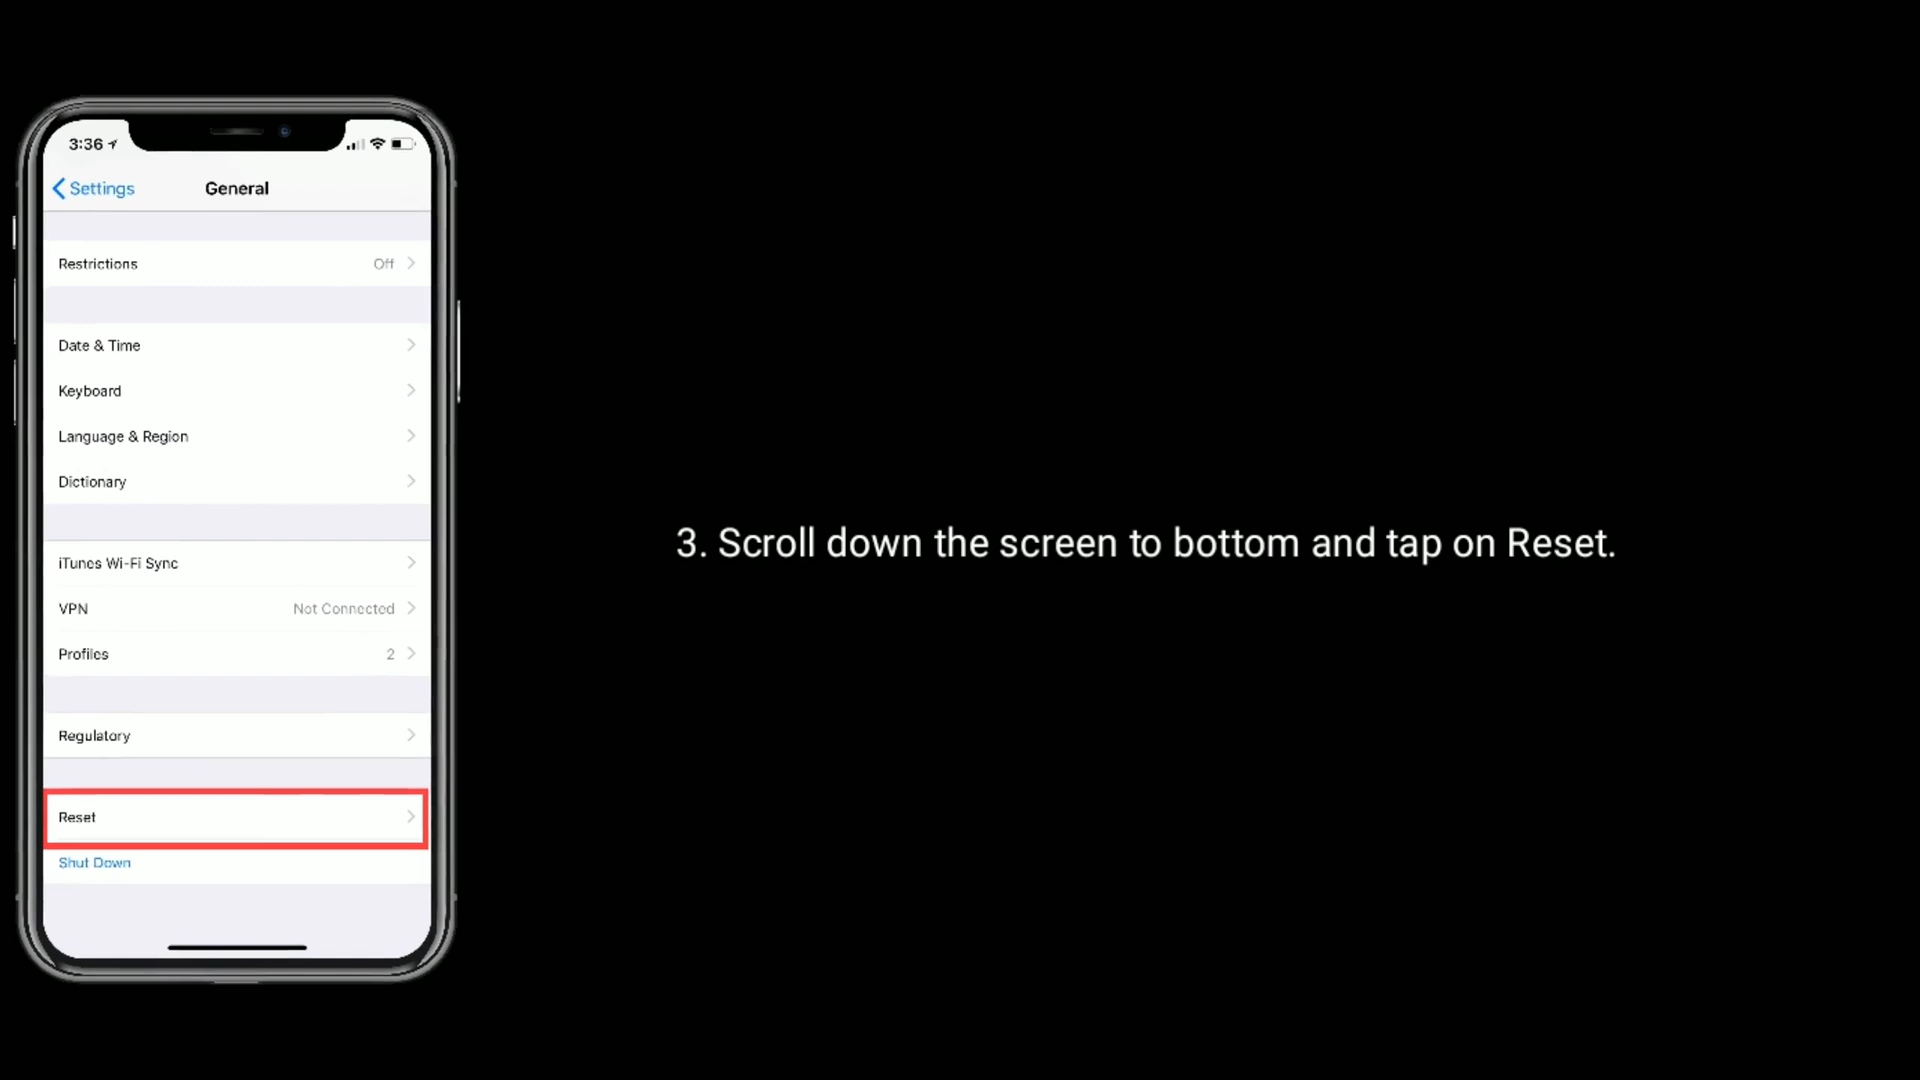 3:36
Settings
General
Restrictions Off
Date & Time
Keyboard
Language & Region
Dictionary
iTunes Wi-Fi Sync
VPN Not Connected
Profiles 2
Regulatory
Reset
Shut Down
3. Scroll down the screen to bottom and tap on Reset.